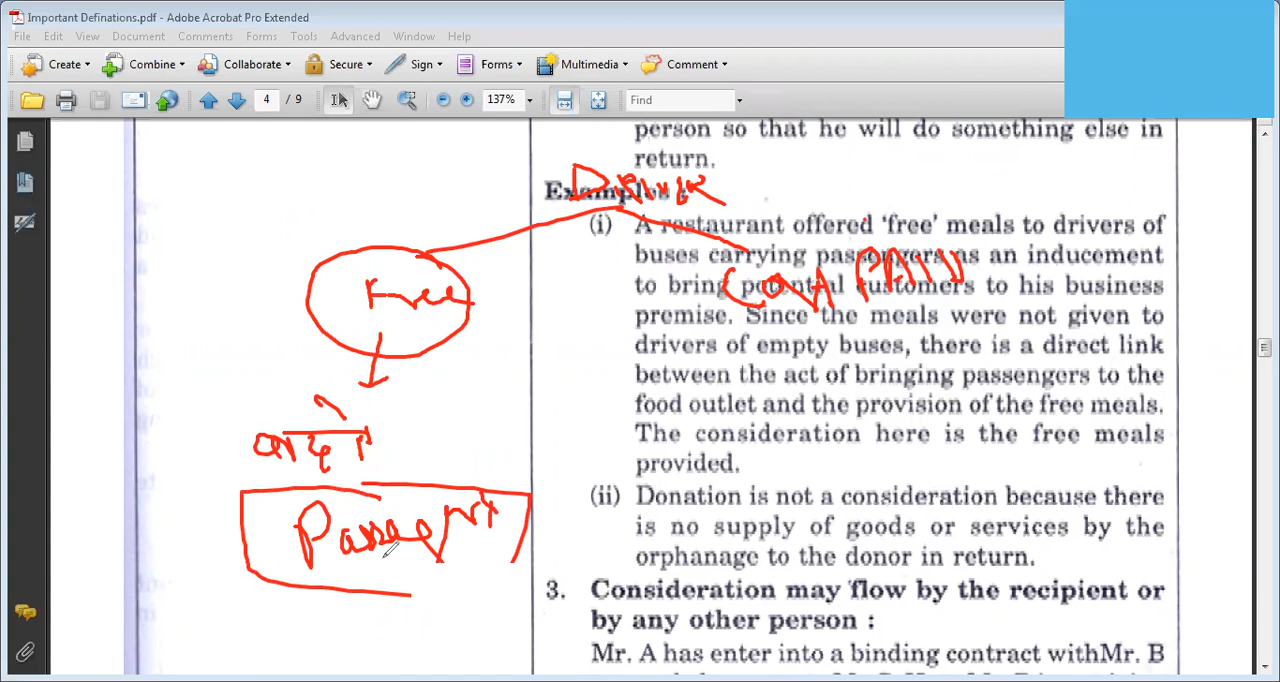 Important Definations.pdf - Adobe Acrobat Pro Extended
File Edit View Document Comments Forms Tools Advanced Window Help
Create Combine Collaborate Secure Sign Forms Multimedia Comment
4 / 9 137% Find
person so that he will do something else in
return.
Examples :
(i) A restaurant offered 'free' meals to drivers of
buses carrying passengers as an inducement
to bring potential customers to his business
premise. Since the meals were not given to
drivers of empty buses, there is a direct link
between the act of bringing passengers to the
food outlet and the provision of the free meals.
The consideration here is the free meals
provided.
(ii) Donation is not a consideration because there
is no supply of goods or services by the
orphanage to the donor in return.
3. Consideration may flow by the recipient or
by any other person :
Mr. A has enter into a binding contract withMr. B
Free
PAID